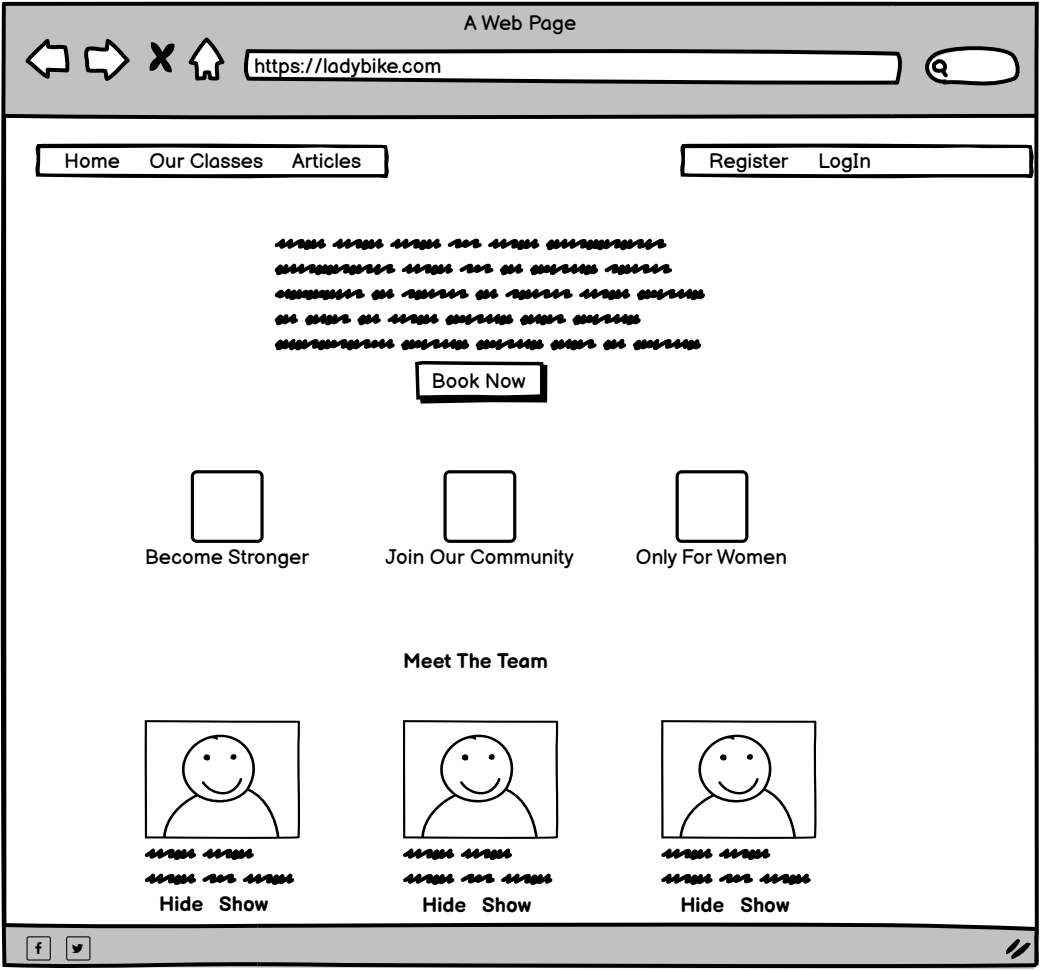 A Web Page
https://ladybike.com
Home Our Classes Articles Register LogIn
Book Now
Become Stronger Join Our Community Only For Women
Meet The Team
Hide Show Hide Show Hide Show